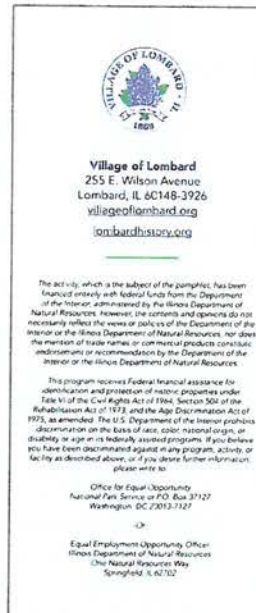 VILLAGE OF LOMBARD · IL
1869
Village of Lombard
255 E. Wilson Avenue
Lombard, IL 60148-3926
villageoflombard.org
lombardhistory.org
The activity, which is the subject of the pamphlet, has been
financed entirely with federal funds from the Department
of the Interior, administered by the Illinois Department of
Natural Resources. However, the contents and opinions do not
necessarily reflect the views or policies of the Department of the
Interior or the Illinois Department of Natural Resources, nor does
the mention of trade names or commercial products constitute
endorsement or recommendation by the Department of the
Interior or the Illinois Department of Natural Resources.
This program receives Federal financial assistance for
identification and protection of historic properties under
Title VI of the Civil Rights Act of 1964, Section 504 of the
Rehabilitation Act of 1973, and the Age Discrimination Act of
1975, as amended. The U.S. Department of the Interior prohibits
discrimination on the basis of race, color, national origin, or
disability or age in its federally assisted programs. If you believe
you have been discriminated against in any program, activity, or
facility as described above, or if you desire further information,
please write to:
Office for Equal Opportunity
National Park Service or P.O. Box 37127
Washington, DC 20013-7127
-Or
Equal Employment Opportunity Officer
Illinois Department of Natural Resources
One Natural Resources Way
Springfield, IL 62702